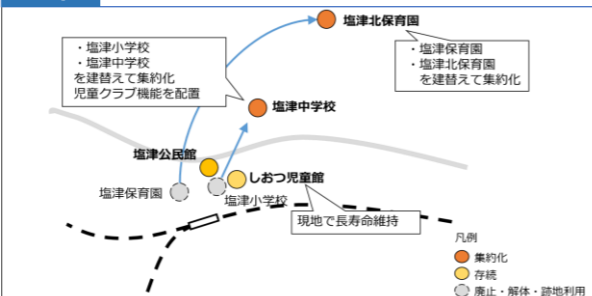 塩津北保育園
・塩津小学校
・塩津中学校
を建替えて集約化
児童クラブ機能を配置
・塩津保育園
・塩津北保育園
を建替えて集約化
塩津中学校
塩津公民館
しおつ児童館
塩津保育園
塩津小学校
現地で長寿命維持
凡例
集約化
存続
廃止・解体・跡地利用